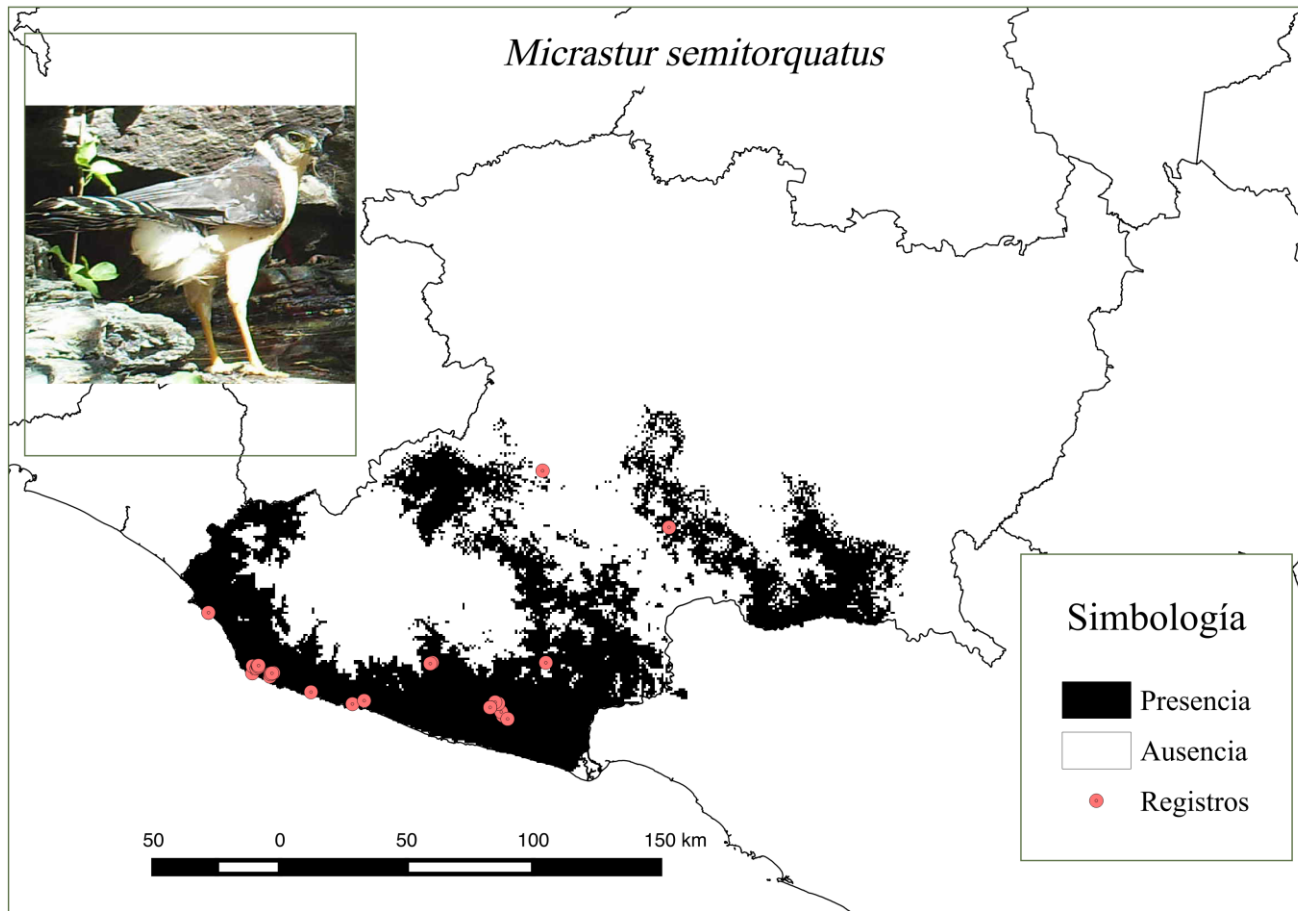 Micrastur semitorquatus
Simbología
Presencia
Ausencia
Registros
50 0 50 100 150 km